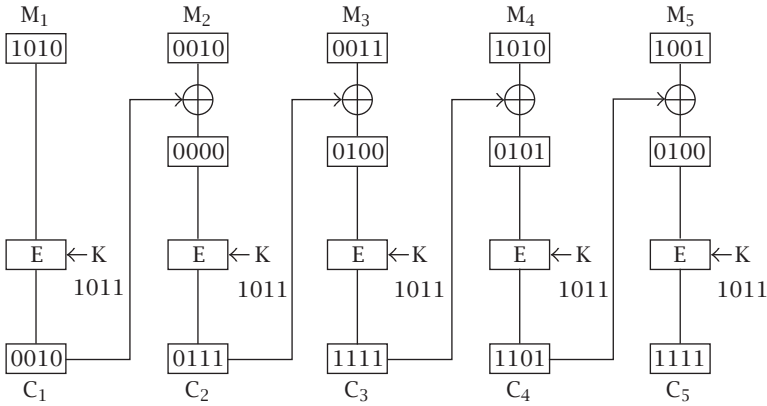 M1 M2 M3 M4 M5
1010 0010 0011 1010 1001
0000 0100 0101 0100
E ← K E ← K E ← K E ← K E ← K
1011 1011 1011 1011 1011
0010 0111 1111 1101 1111
C1 C2 C3 C4 C5